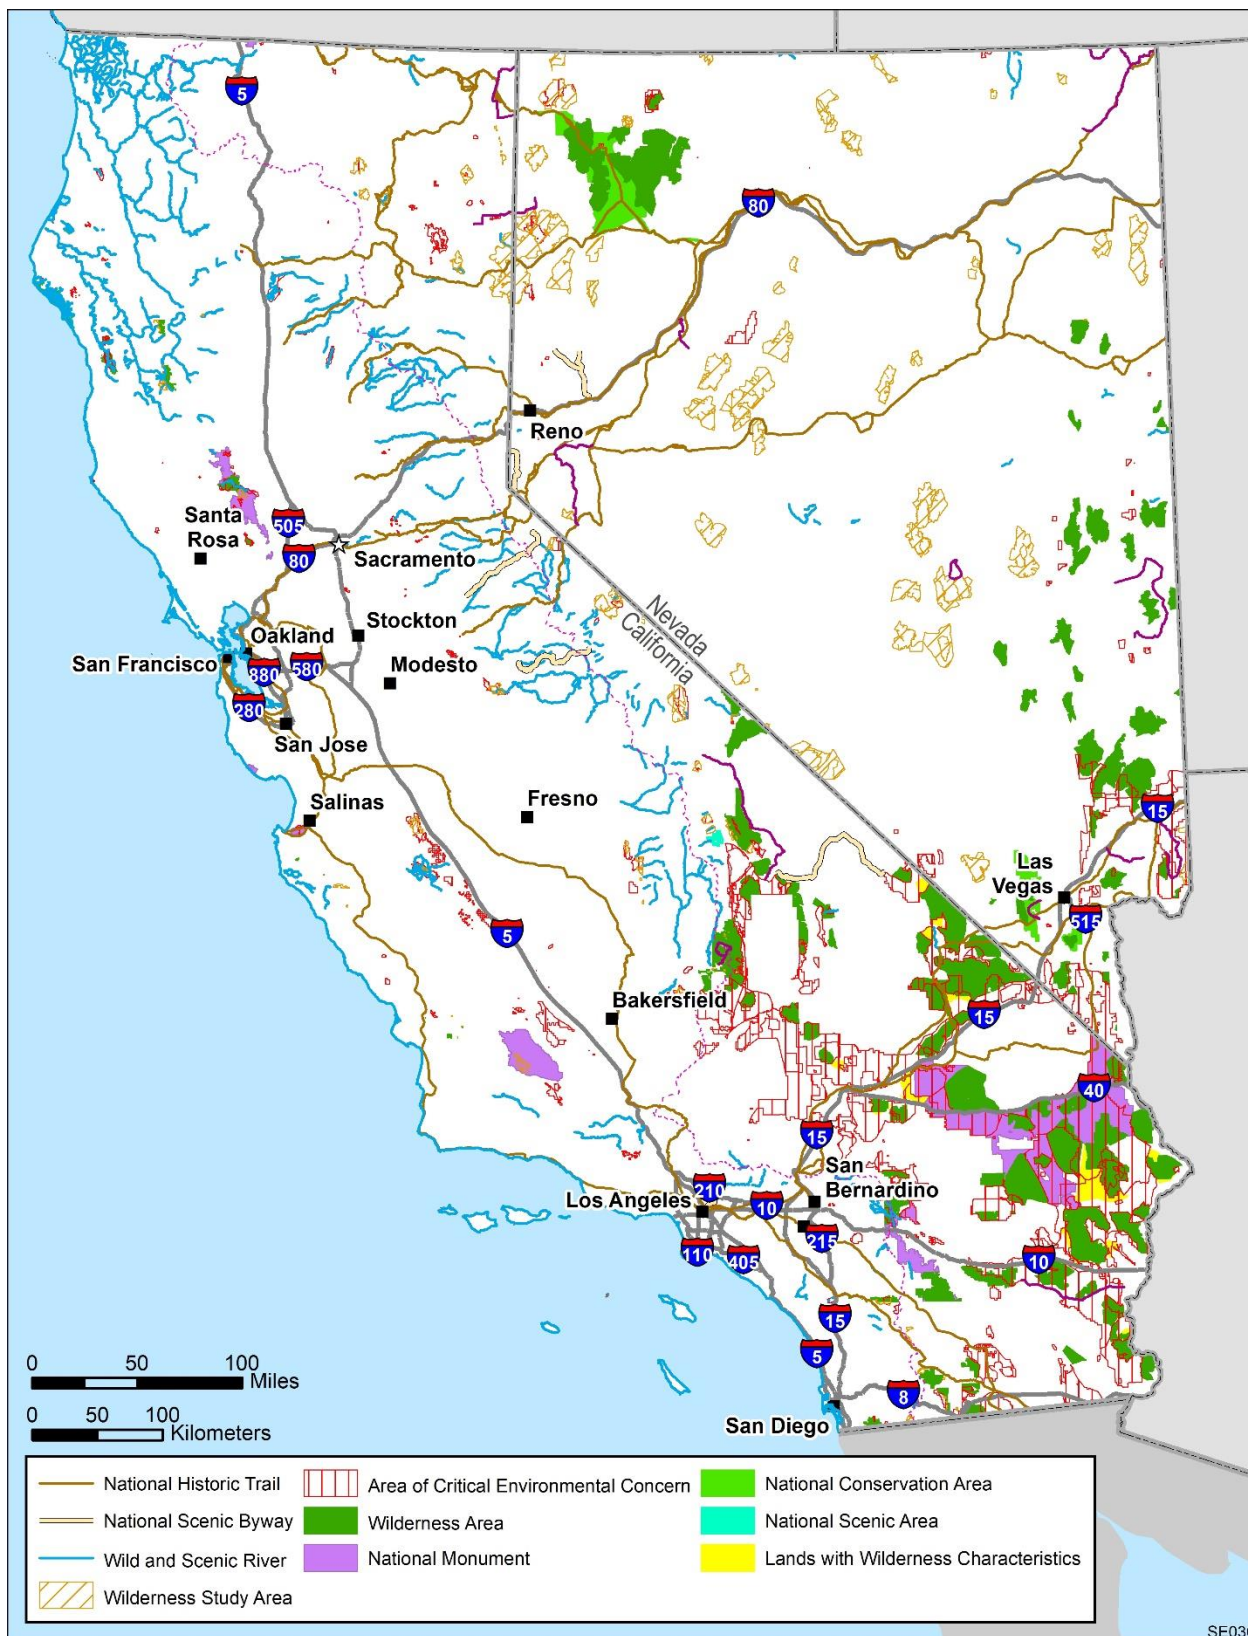 5
80
Reno
505
Santa
Rosa
80
Sacramento
Nevada
California
Stockton
Oakland
San Francisco
880
580
Modesto
280
San Jose
Salinas
Fresno
15
Las
Vegas
515
5
Bakersfield
15
40
15
San
Bernardino
210
Los Angeles
10
215
110
405
10
15
5
8
San Diego
0 50 100
Miles
0 50 100
Kilometers
National Historic Trail
National Scenic Byway
Wild and Scenic River
Wilderness Study Area
Area of Critical Environmental Concern
Wilderness Area
National Monument
National Conservation Area
National Scenic Area
Lands with Wilderness Characteristics